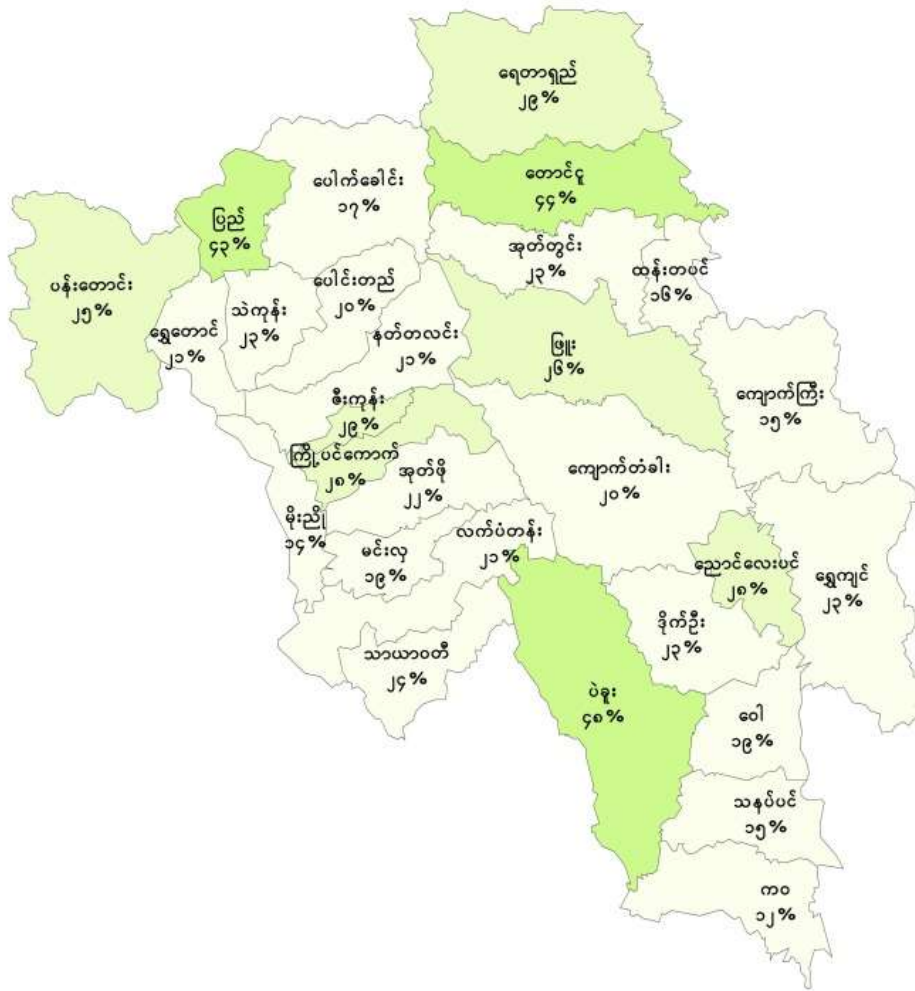 ရေတာရှည်
၂၉%
တောင်ငူ
၄၄%
ပေါက်ခေါင်း
၁၇%
ပြည်
၄၃%
အုတ်တွင်း
၂၃%
ထန်းတပင်
၁၆%
ပန်းတောင်း
၂၅%
ပေါင်းတည်
၂၀%
သဲကုန်း
၂၃%
ရွှေတောင်
၂၁%
နတ်တလင်း
၂၁%
ဖြူး
၂၆%
ကျောက်ကြီး
၁၅%
ဇီးကုန်း
၂၉%
ကြို့ပင်ကောက်
၂၈%
အုတ်ဖို
၂၂%
ကျောက်တံခါး
၂၀%
မိုးညို
၁၄%
မင်းလှ
၁၉%
လက်ပံတန်း
၂၁%
ညောင်လေးပင်
၂၈%
ရွှေကျင်
၂၃%
ဒိုက်ဦး
၂၃%
သာယာဝတီ
၂၄%
ပဲခူး
၄၈%
ဝေါ
၁၉%
သနပ်ပင်
၁၅%
ကဝ
၁၂%